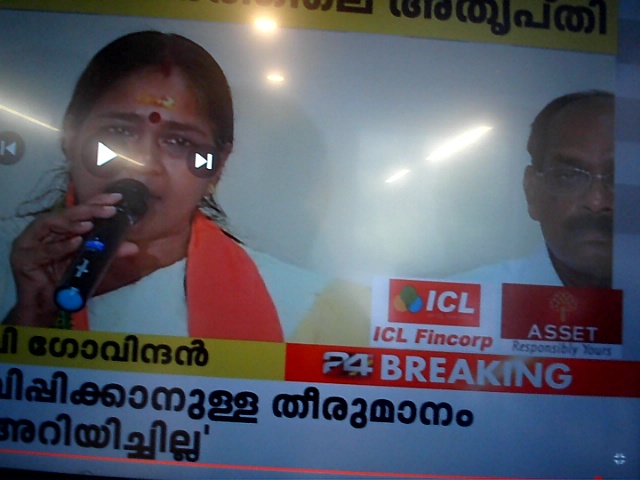 അതൃപ്തി
ICL
ICL Fincorp
ASSET
Responsibly Yours
ഗോവിന്ദൻ
24 BREAKING
പ്പിക്കാനുള്ള തീരുമാനം
അറിയിച്ചില്ല'